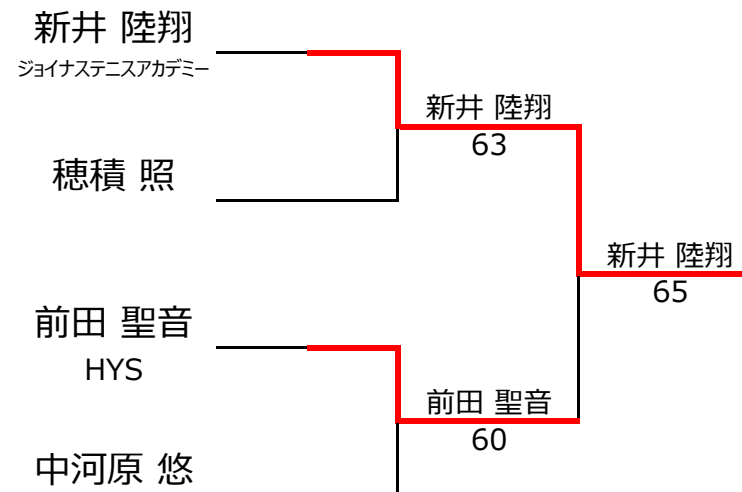 新井 陸翔
ジョイナステニスアカデミー
新井 陸翔
63
穂積 照
新井 陸翔
65
前田 聖音
HYS
前田 聖音
60
中河原 悠